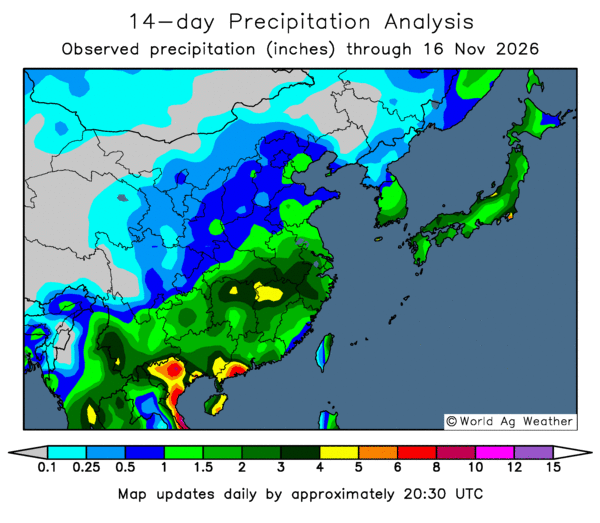 14-day Precipitation Analysis
Observed precipitation (inches) through 16 Nov 2026
© World Ag Weather
0.1 0.25 0.5 1 1.5 2 3 4 5 6 8 10 12 15
Map updates daily by approximately 20:30 UTC